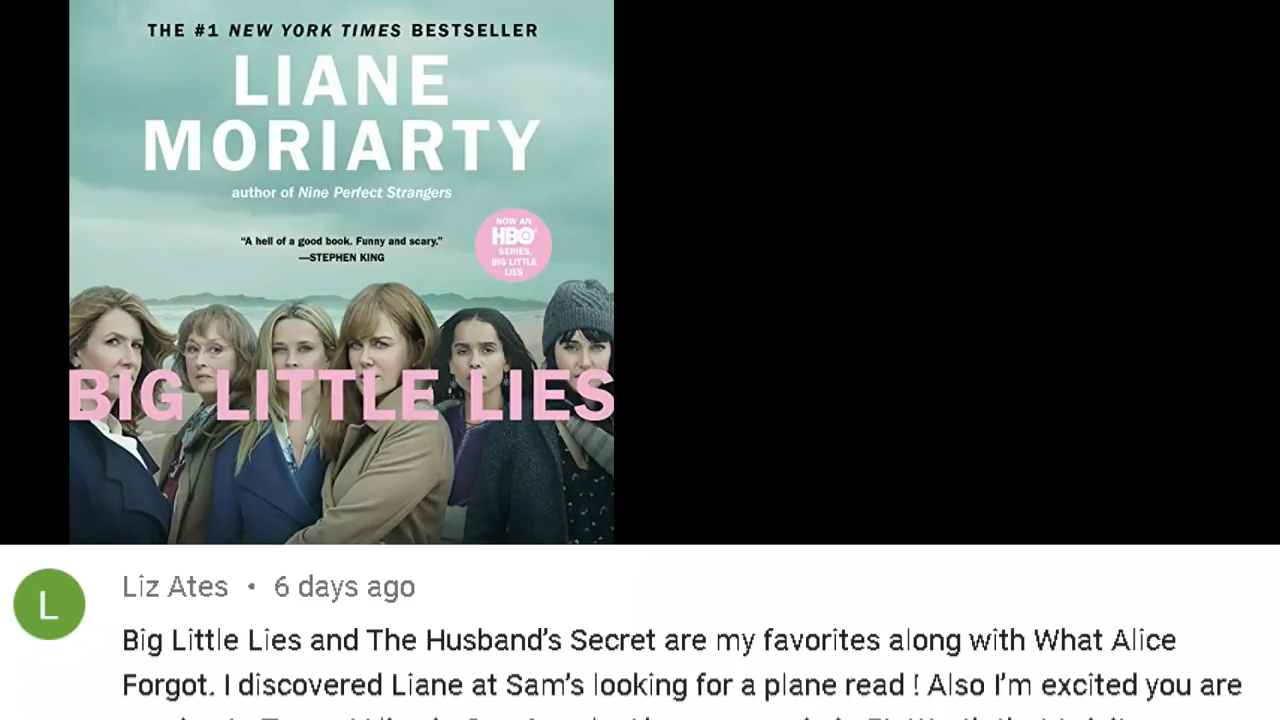 THE #1 NEW YORK TIMES BESTSELLER
LIANE
MORIARTY
author of Nine Perfect Strangers
"A hell of a good book. Funny and scary."
—STEPHEN KING
NOW AN
HBO
SERIES,
BIG LITTLE
LIES
BIG LITTLE LIES
L
Liz Ates • 6 days ago
Big Little Lies and The Husband's Secret are my favorites along with What Alice
Forgot. I discovered Liane at Sam's looking for a plane read ! Also I'm excited you are